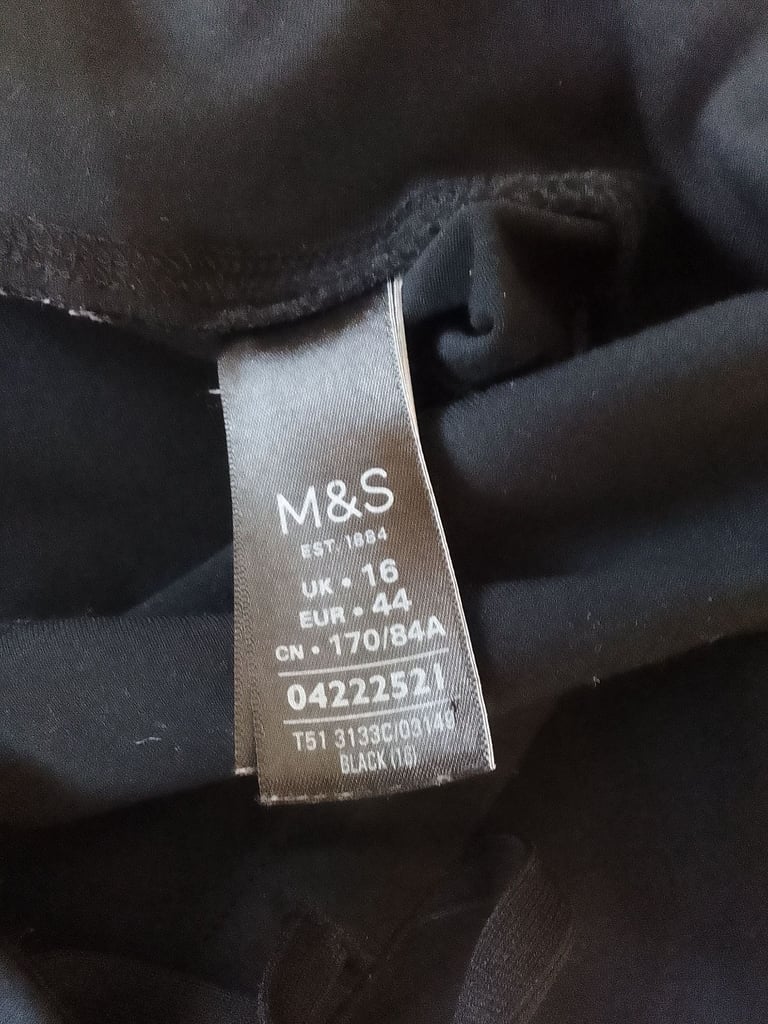 M&S
EST. 1884
UK • 16
EUR • 44
CN • 170/84A
04222521
T51 3133C/03140
BLACK (16)